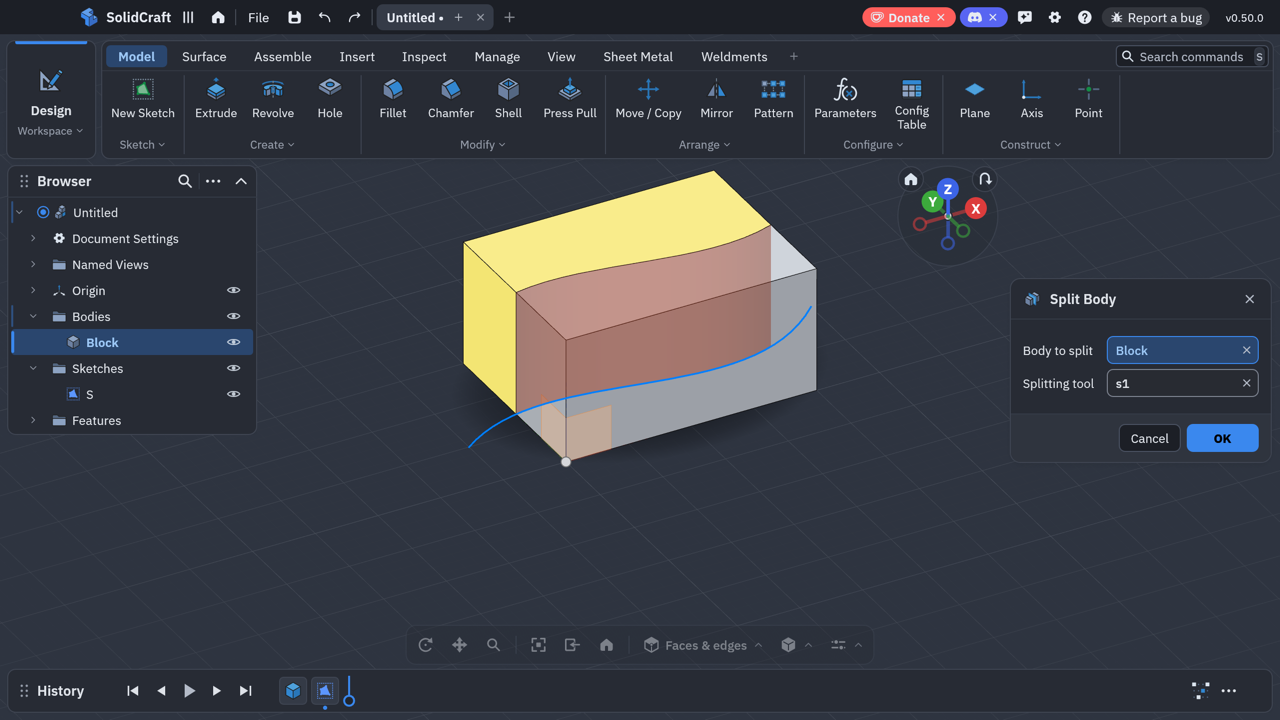 SolidCraft
File
Untitled •
Donate
Report a bug
v0.50.0
Design
Workspace
Model
Surface
Assemble
Insert
Inspect
Manage
View
Sheet Metal
Weldments
Search commands
S
New Sketch
Extrude
Revolve
Hole
Fillet
Chamfer
Shell
Press Pull
Move / Copy
Mirror
Pattern
Parameters
Config
Table
Plane
Axis
Point
Sketch
Create
Modify
Arrange
Configure
Construct
Browser
Untitled
Document Settings
Named Views
Origin
Bodies
Block
Sketches
S
Features
Z
Y
X
Split Body
Body to split
Block
Splitting tool
s1
Cancel
OK
Faces & edges
History